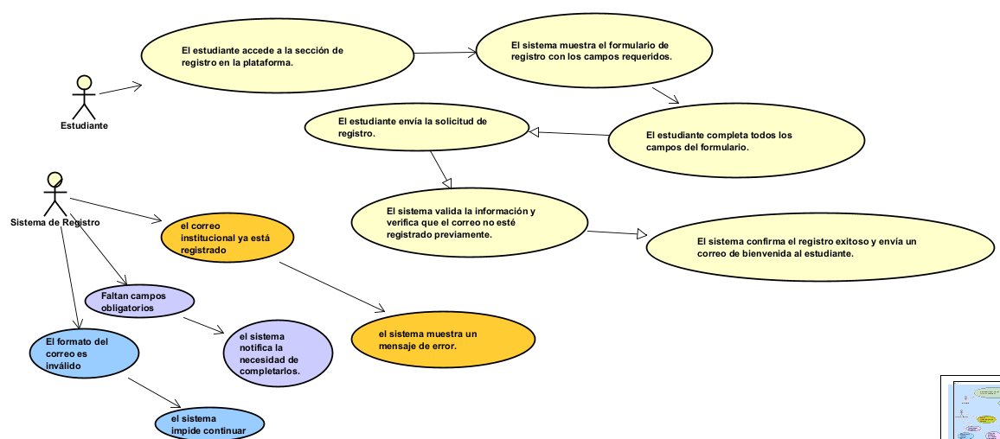 El estudiante accede a la sección de
registro en la plataforma.
El sistema muestra el formulario de
registro con los campos requeridos.
Estudiante
El estudiante envía la solicitud de
registro.
El estudiante completa todos los
campos del formulario.
Sistema de Registro
el correo
institucional ya está
registrado
El sistema valida la información y
verifica que el correo no esté
registrado previamente.
El sistema confirma el registro exitoso y envía un
correo de bienvenida al estudiante.
Faltan campos
obligatorios
El formato del
correo es
inválido
el sistema
notifica la
necesidad de
completarlos.
el sistema muestra un
mensaje de error.
el sistema
impide continuar